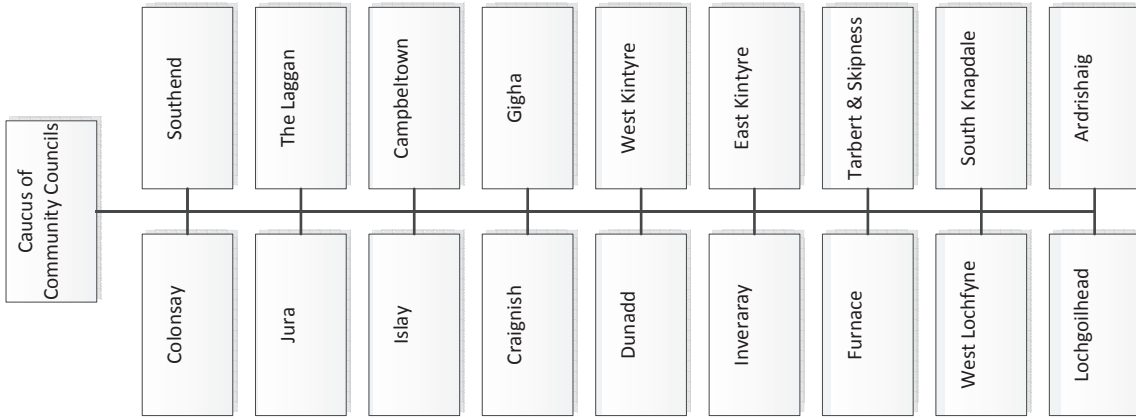 Caucus of
Community Councils
Colonsay
Southend
Jura
The Laggan
Islay
Campbeltown
Craignish
Gigha
Dunadd
West Kintyre
Inveraray
East Kintyre
Furnace
Tarbert & Skipness
West Lochfyne
South Knapdale
Lochgoilhead
Ardrishaig